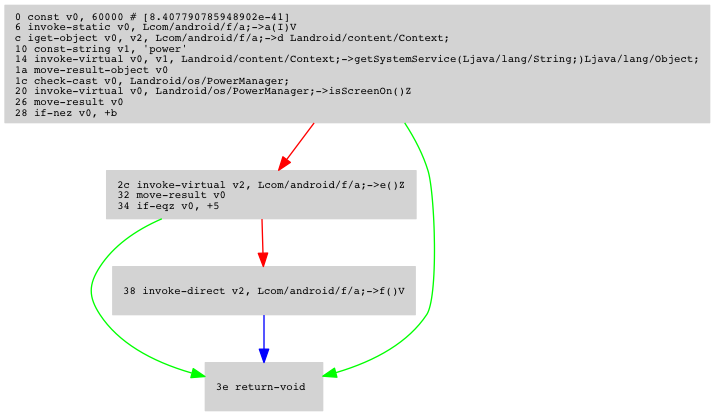 0 const v0, 60000 # [8.407790785948902e-41]
6 invoke-static v0, Lcom/android/f/a;->a(I)V
c iget-object v0, v2, Lcom/android/f/a;->d Landroid/content/Context;
10 const-string v1, 'power'
14 invoke-virtual v0, v1, Landroid/content/Context;->getSystemService(Ljava/lang/String;)Ljava/lang/Object;
1a move-result-object v0
1c check-cast v0, Landroid/os/PowerManager;
20 invoke-virtual v0, Landroid/os/PowerManager;->isScreenOn()Z
26 move-result v0
28 if-nez v0, +b
2c invoke-virtual v2, Lcom/android/f/a;->e()Z
32 move-result v0
34 if-eqz v0, +5
38 invoke-direct v2, Lcom/android/f/a;->f()V
3e return-void